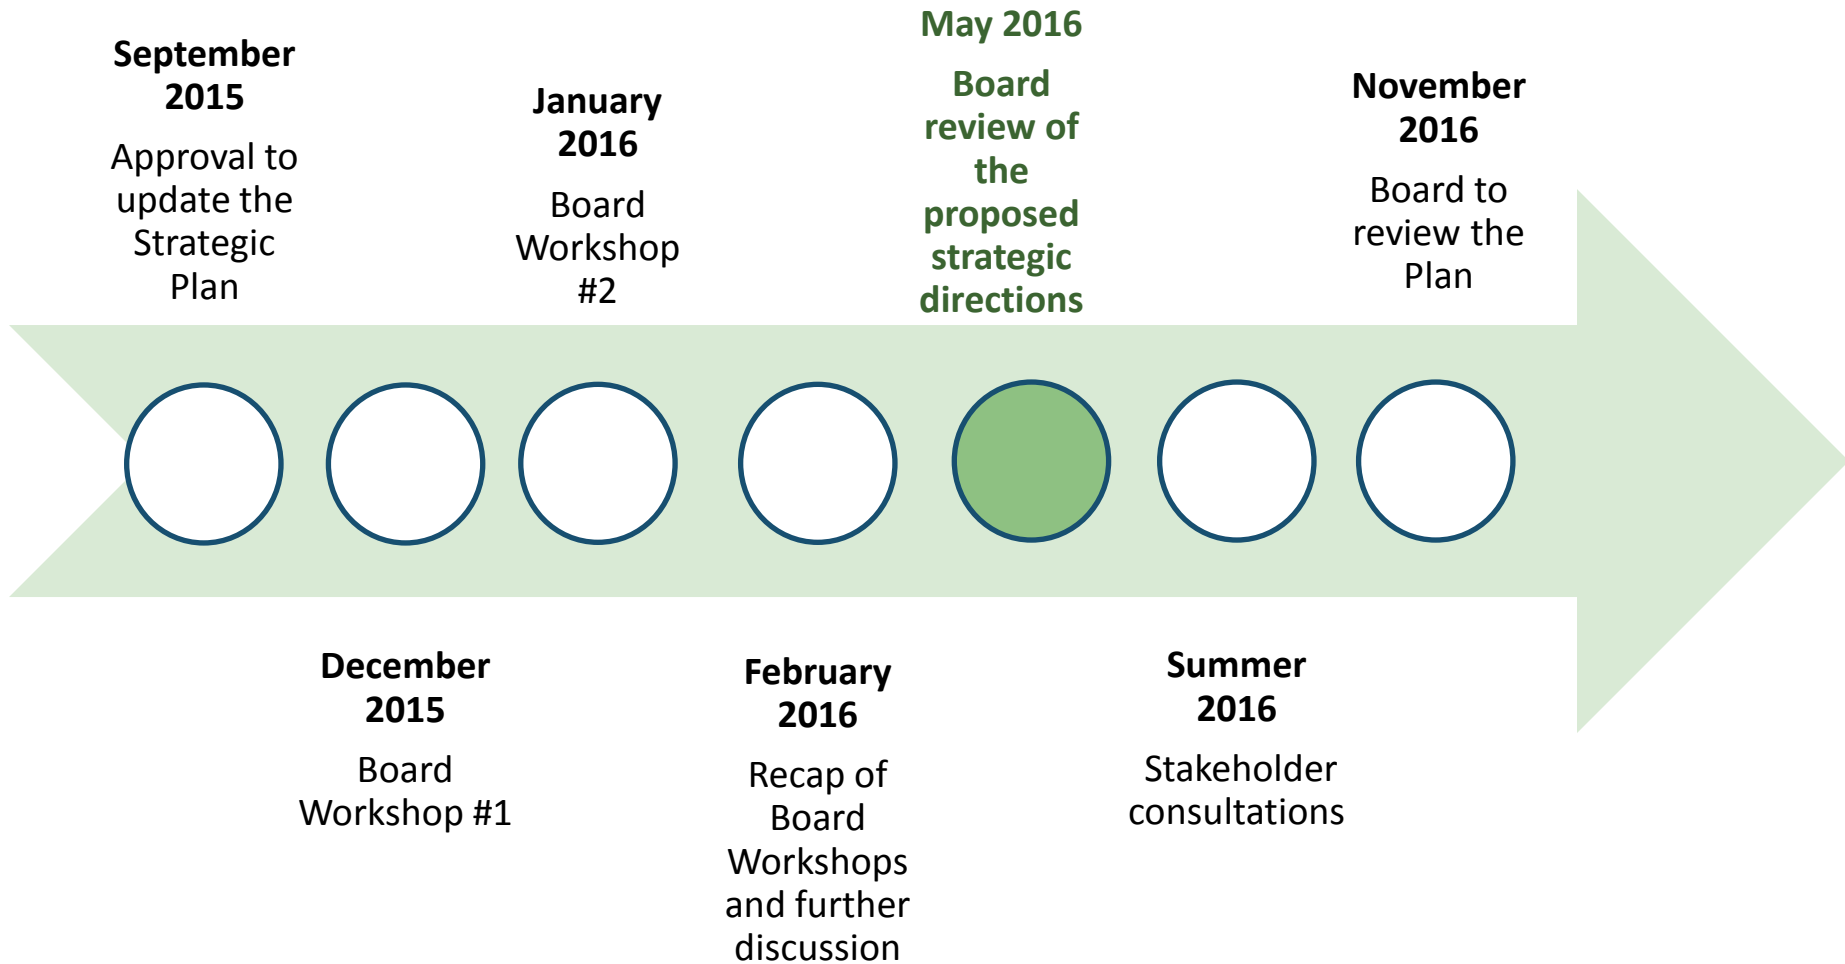 September
2015
Approval to
update the
Strategic
Plan
December
2015
Board
Workshop #1
January
2016
Board
Workshop
#2
February
2016
Recap of
Board
Workshops
and further
discussion
May 2016
Board
review of
the
proposed
strategic
directions
Summer
2016
Stakeholder
consultations
November
2016
Board to
review the
Plan